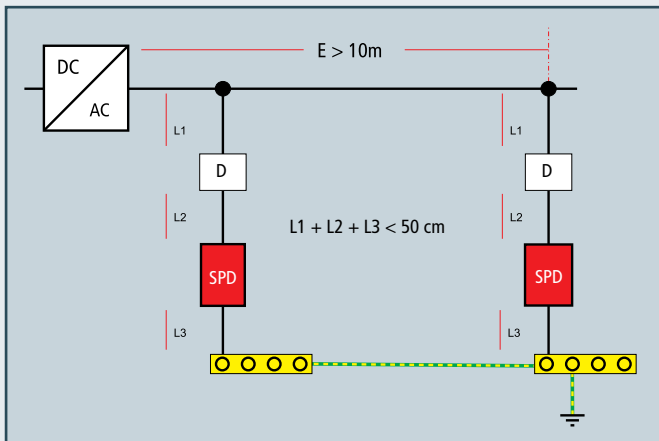 DC
AC
E > 10m
L1
L1
D
D
L2
L2
L1 + L2 + L3 < 50 cm
SPD
SPD
L3
L3